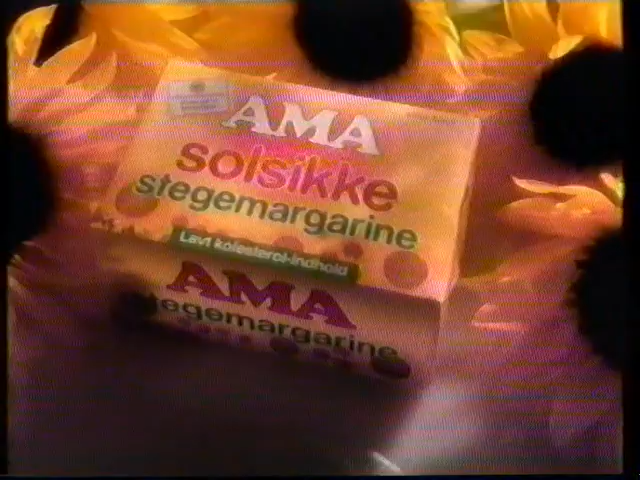 AMA
solsikke
stegemargarine
Lavt kolesterol-indhold
AMA
stegemargarine